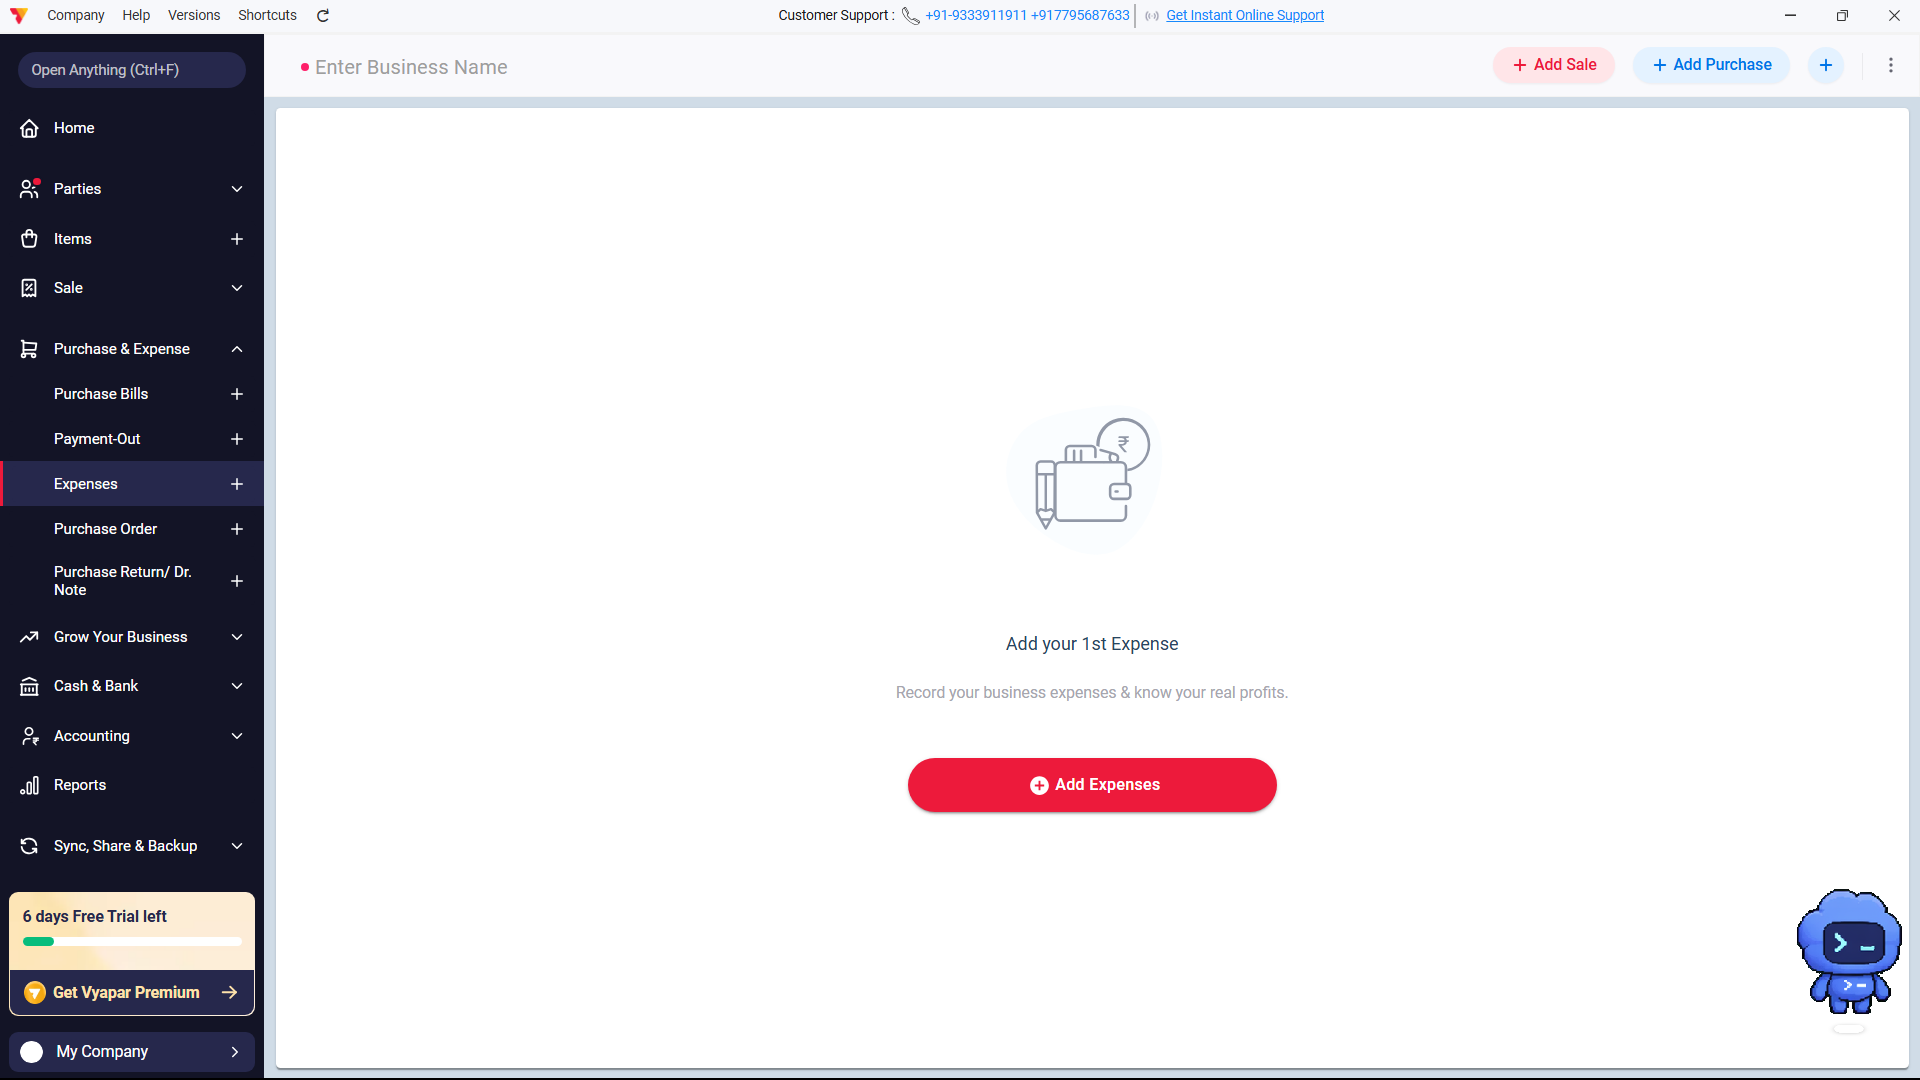 Company Help Versions Shortcuts
Customer Support : +91-9333911911 +917795687633 Get Instant Online Support
Open Anything (Ctrl+F)
Enter Business Name
Add Sale
Add Purchase
Home
Parties
Items
Sale
Purchase & Expense
Purchase Bills
Payment-Out
Expenses
Purchase Order
Purchase Return/ Dr.
Note
Grow Your Business
Cash & Bank
Accounting
Reports
Sync, Share & Backup
6 days Free Trial left
Get Vyapar Premium
My Company
₹
Add your 1st Expense
Record your business expenses & know your real profits.
Add Expenses